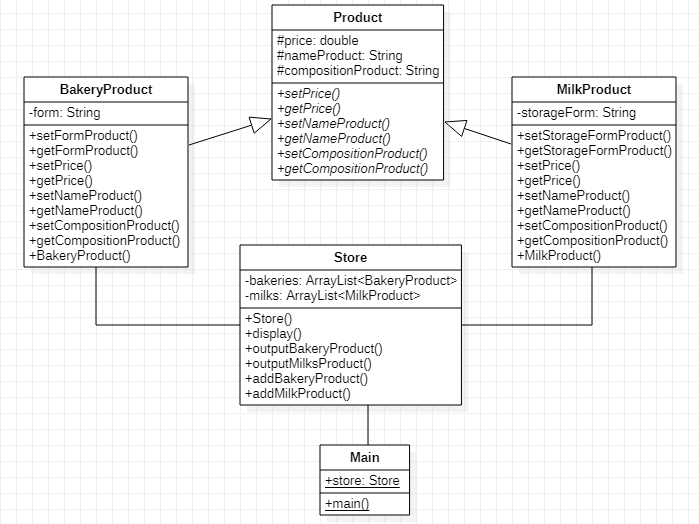 Product
#price: double
#nameProduct: String
#compositionProduct: String
+setPrice()
+getPrice()
+setNameProduct()
+getNameProduct()
+setCompositionProduct()
+getCompositionProduct()
BakeryProduct
-form: String
+setFormProduct()
+getFormProduct()
+setPrice()
+getPrice()
+setNameProduct()
+getNameProduct()
+setCompositionProduct()
+getCompositionProduct()
+BakeryProduct()
MilkProduct
-storageForm: String
+setStorageFormProduct()
+getStorageFormProduct()
+setPrice()
+getPrice()
+setNameProduct()
+getNameProduct()
+setCompositionProduct()
+getCompositionProduct()
+MilkProduct()
Store
-bakeries: ArrayList<BakeryProduct>
-milks: ArrayList<MilkProduct>
+Store()
+display()
+outputBakeryProduct()
+outputMilksProduct()
+addBakeryProduct()
+addMilkProduct()
Main
+store: Store
+main()